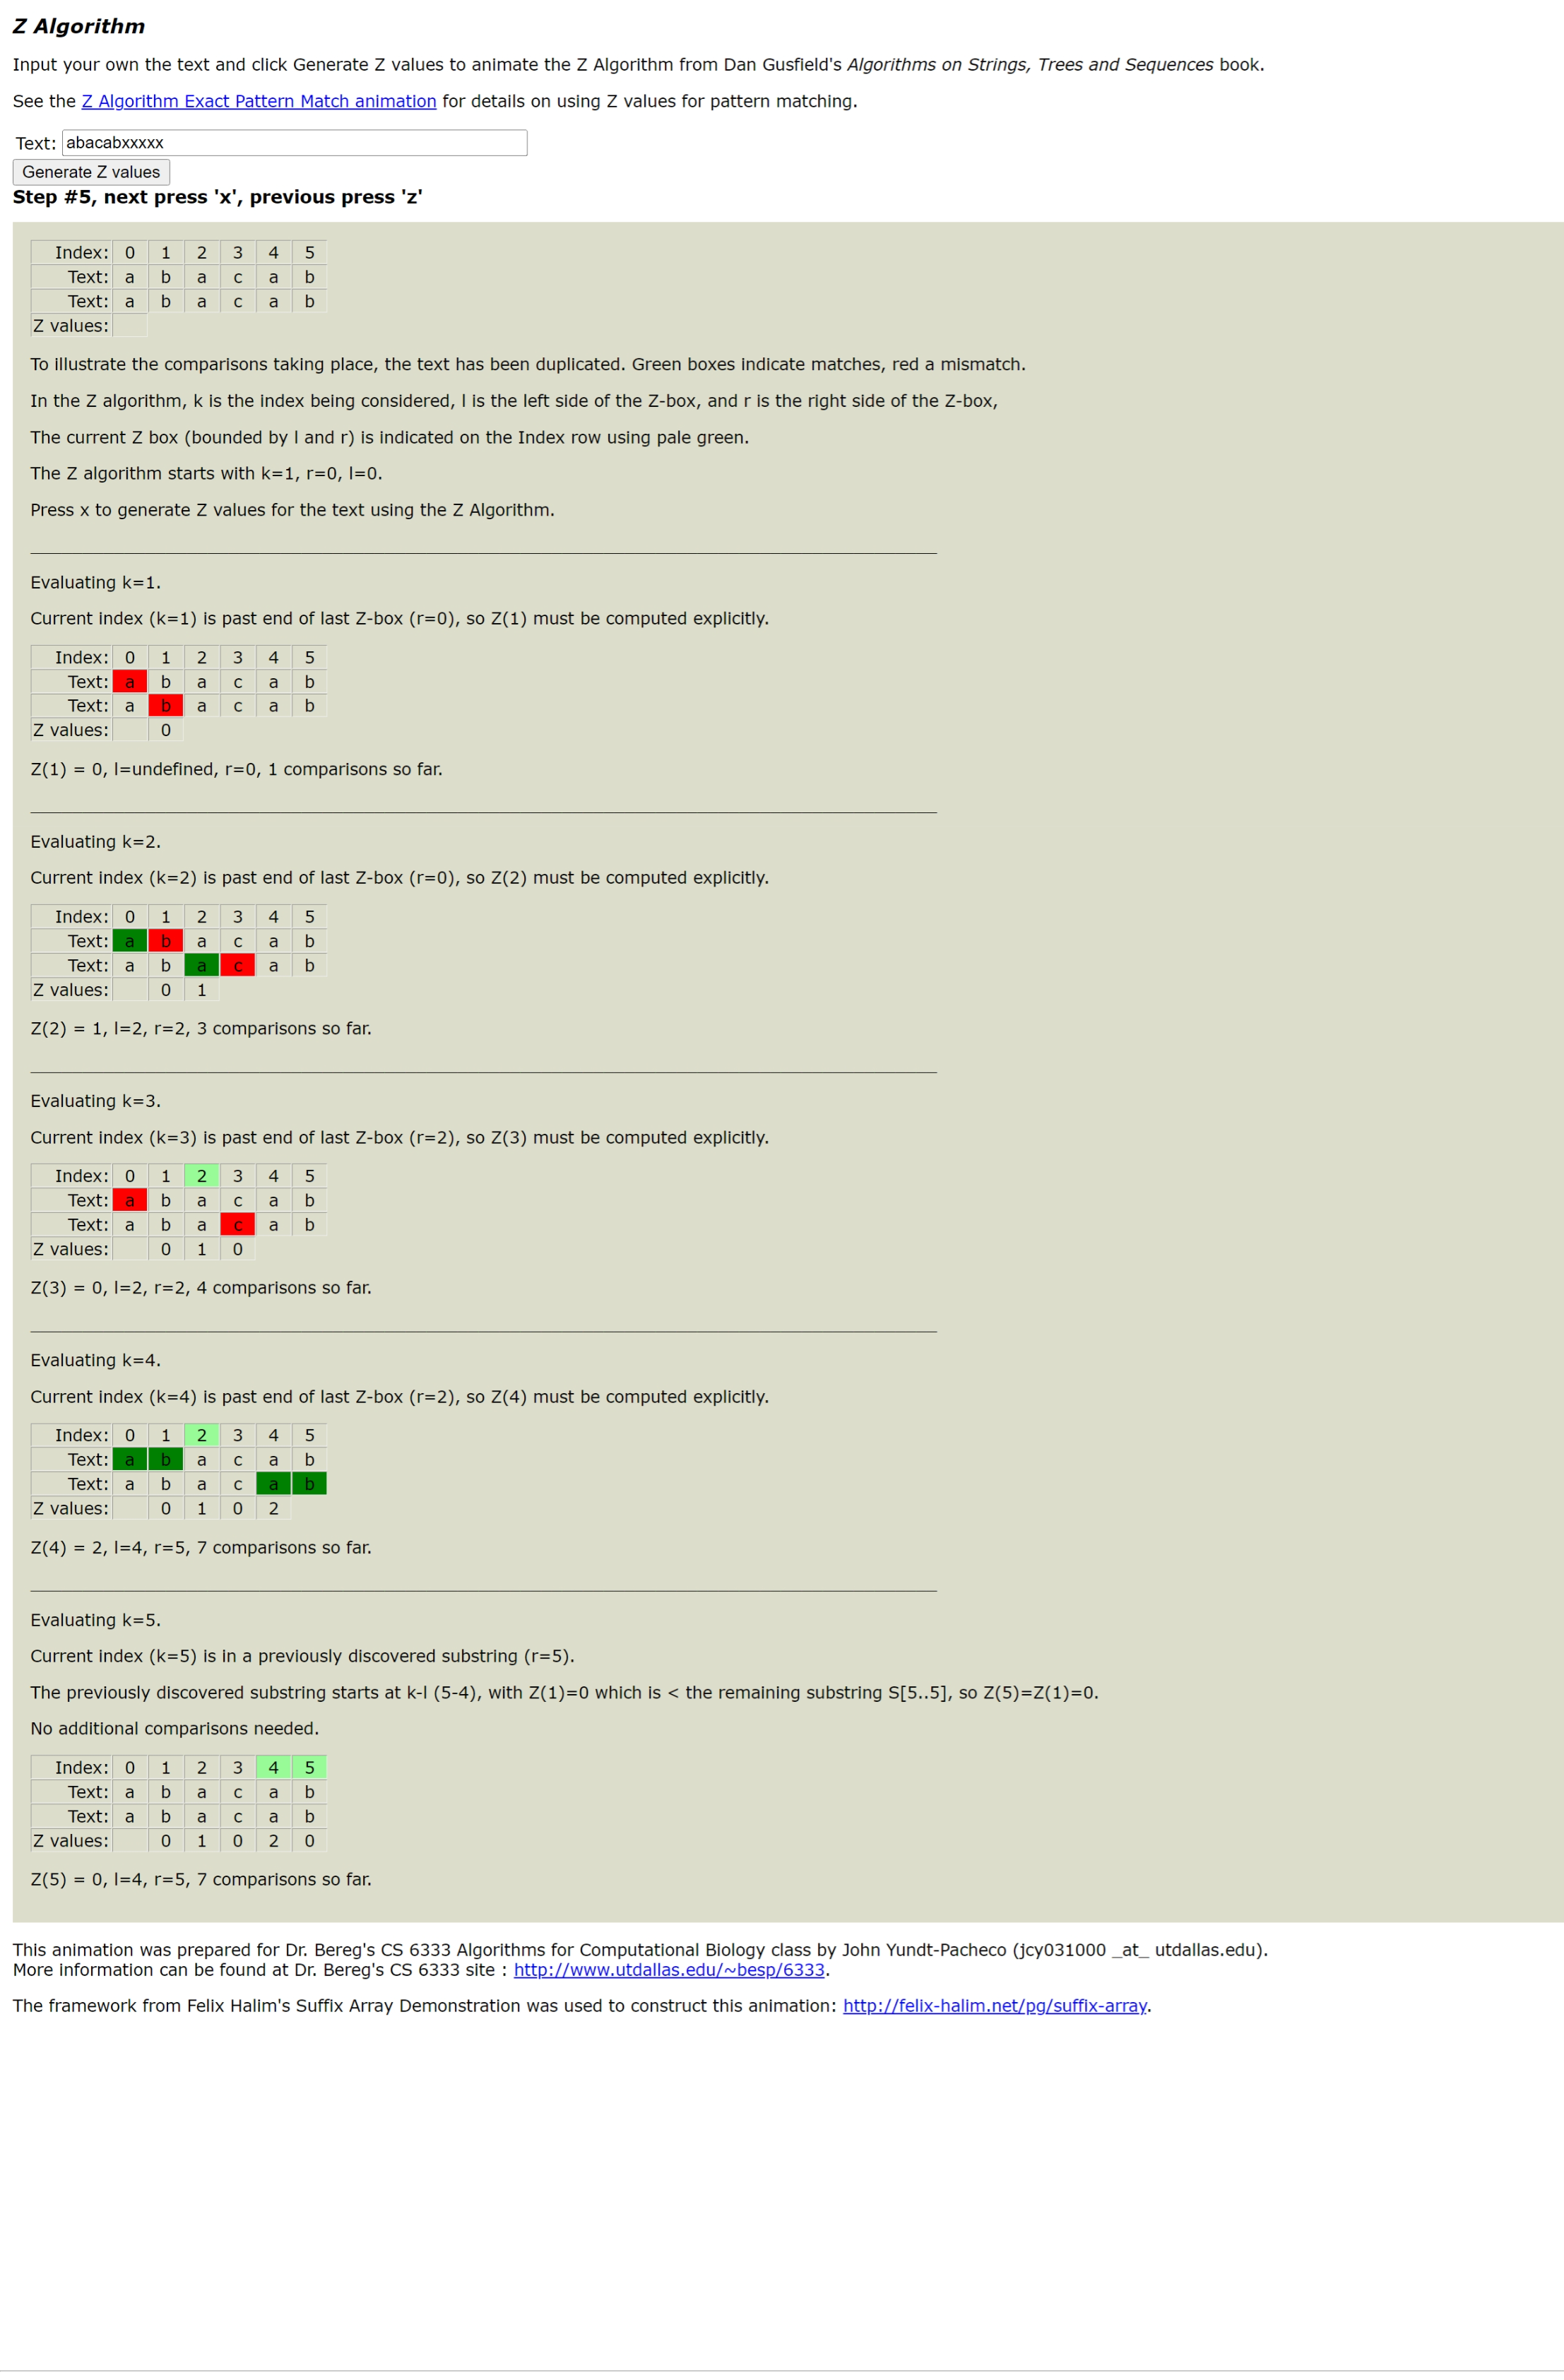 Z Algorithm
Input your own the text and click Generate Z values to animate the Z Algorithm from Dan Gusfield's Algorithms on Strings, Trees and Sequences book.
See the Z Algorithm Exact Pattern Match animation for details on using Z values for pattern matching.
Text: abacabxxxxx
Generate Z values
Step #5, next press 'x', previous press 'z'
Index: 0 1 2 3 4 5
Text: a b a c a b
Text: a b a c a b
Z values:
To illustrate the comparisons taking place, the text has been duplicated. Green boxes indicate matches, red a mismatch.
In the Z algorithm, k is the index being considered, l is the left side of the Z-box, and r is the right side of the Z-box,
The current Z box (bounded by l and r) is indicated on the Index row using pale green.
The Z algorithm starts with k=1, r=0, l=0.
Press x to generate Z values for the text using the Z Algorithm.
Evaluating k=1.
Current index (k=1) is past end of last Z-box (r=0), so Z(1) must be computed explicitly.
Index: 0 1 2 3 4 5
Text: a b a c a b
Text: a b a c a b
Z values: 0
Z(1) = 0, l=undefined, r=0, 1 comparisons so far.
Evaluating k=2.
Current index (k=2) is past end of last Z-box (r=0), so Z(2) must be computed explicitly.
Index: 0 1 2 3 4 5
Text: a b a c a b
Text: a b a c a b
Z values: 0 1
Z(2) = 1, l=2, r=2, 3 comparisons so far.
Evaluating k=3.
Current index (k=3) is past end of last Z-box (r=2), so Z(3) must be computed explicitly.
Index: 0 1 2 3 4 5
Text: a b a c a b
Text: a b a c a b
Z values: 0 1 0
Z(3) = 0, l=2, r=2, 4 comparisons so far.
Evaluating k=4.
Current index (k=4) is past end of last Z-box (r=2), so Z(4) must be computed explicitly.
Index: 0 1 2 3 4 5
Text: a b a c a b
Text: a b a c a b
Z values: 0 1 0 2
Z(4) = 2, l=4, r=5, 7 comparisons so far.
Evaluating k=5.
Current index (k=5) is in a previously discovered substring (r=5).
The previously discovered substring starts at k-l (5-4), with Z(1)=0 which is < the remaining substring S[5..5], so Z(5)=Z(1)=0.
No additional comparisons needed.
Index: 0 1 2 3 4 5
Text: a b a c a b
Text: a b a c a b
Z values: 0 1 0 2 0
Z(5) = 0, l=4, r=5, 7 comparisons so far.
This animation was prepared for Dr. Bereg's CS 6333 Algorithms for Computational Biology class by John Yundt-Pacheco (jcy031000 _at_ utdallas.edu).
More information can be found at Dr. Bereg's CS 6333 site : http://www.utdallas.edu/~besp/6333.
The framework from Felix Halim's Suffix Array Demonstration was used to construct this animation: http://felix-halim.net/pg/suffix-array.